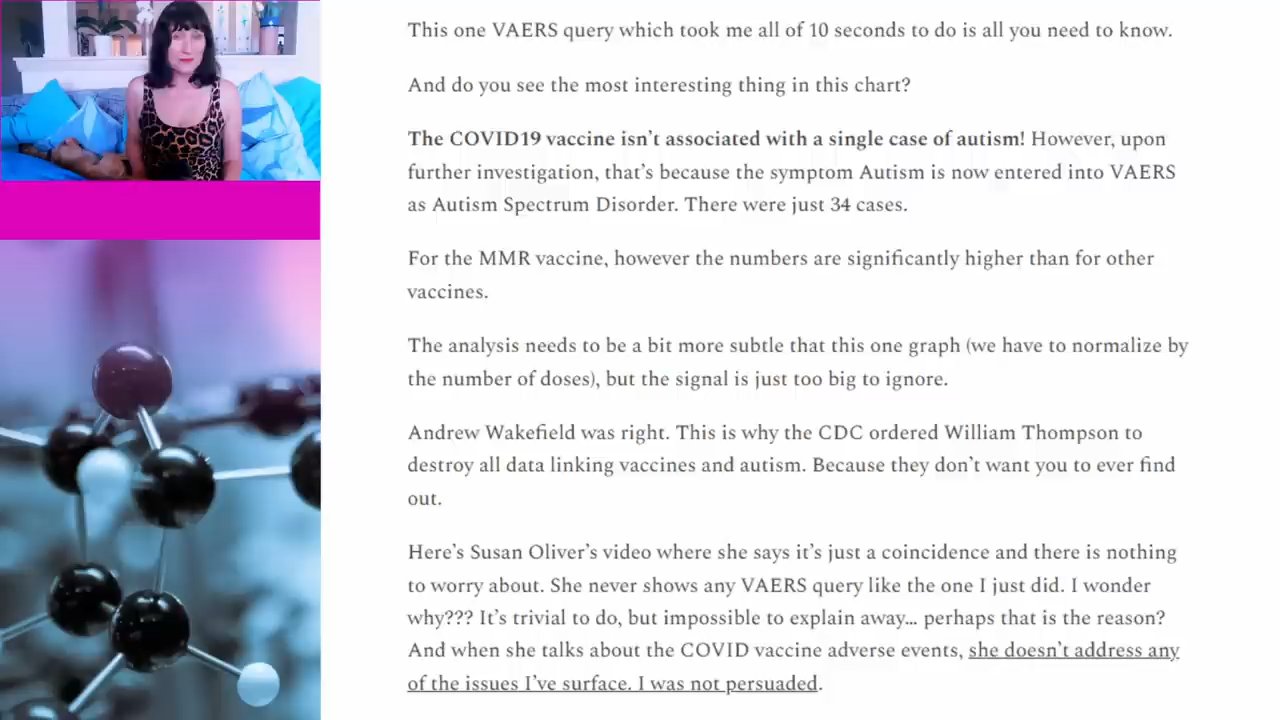 This one VAERS query which took me all of 10 seconds to do is all you need to know.
And do you see the most interesting thing in this chart?
The COVID19 vaccine isn't associated with a single case of autism! However, upon
further investigation, that's because the symptom Autism is now entered into VAERS
as Autism Spectrum Disorder. There were just 34 cases.
For the MMR vaccine, however the numbers are significantly higher than for other
vaccines.
The analysis needs to be a bit more subtle that this one graph (we have to normalize by
the number of doses), but the signal is just too big to ignore.
Andrew Wakefield was right. This is why the CDC ordered William Thompson to
destroy all data linking vaccines and autism. Because they don't want you to ever find
out.
Here's Susan Oliver's video where she says it's just a coincidence and there is nothing
to worry about. She never shows any VAERS query like the one I just did. I wonder
why??? It's trivial to do, but impossible to explain away... perhaps that is the reason?
And when she talks about the COVID vaccine adverse events, she doesn't address any
of the issues I've surface. I was not persuaded.